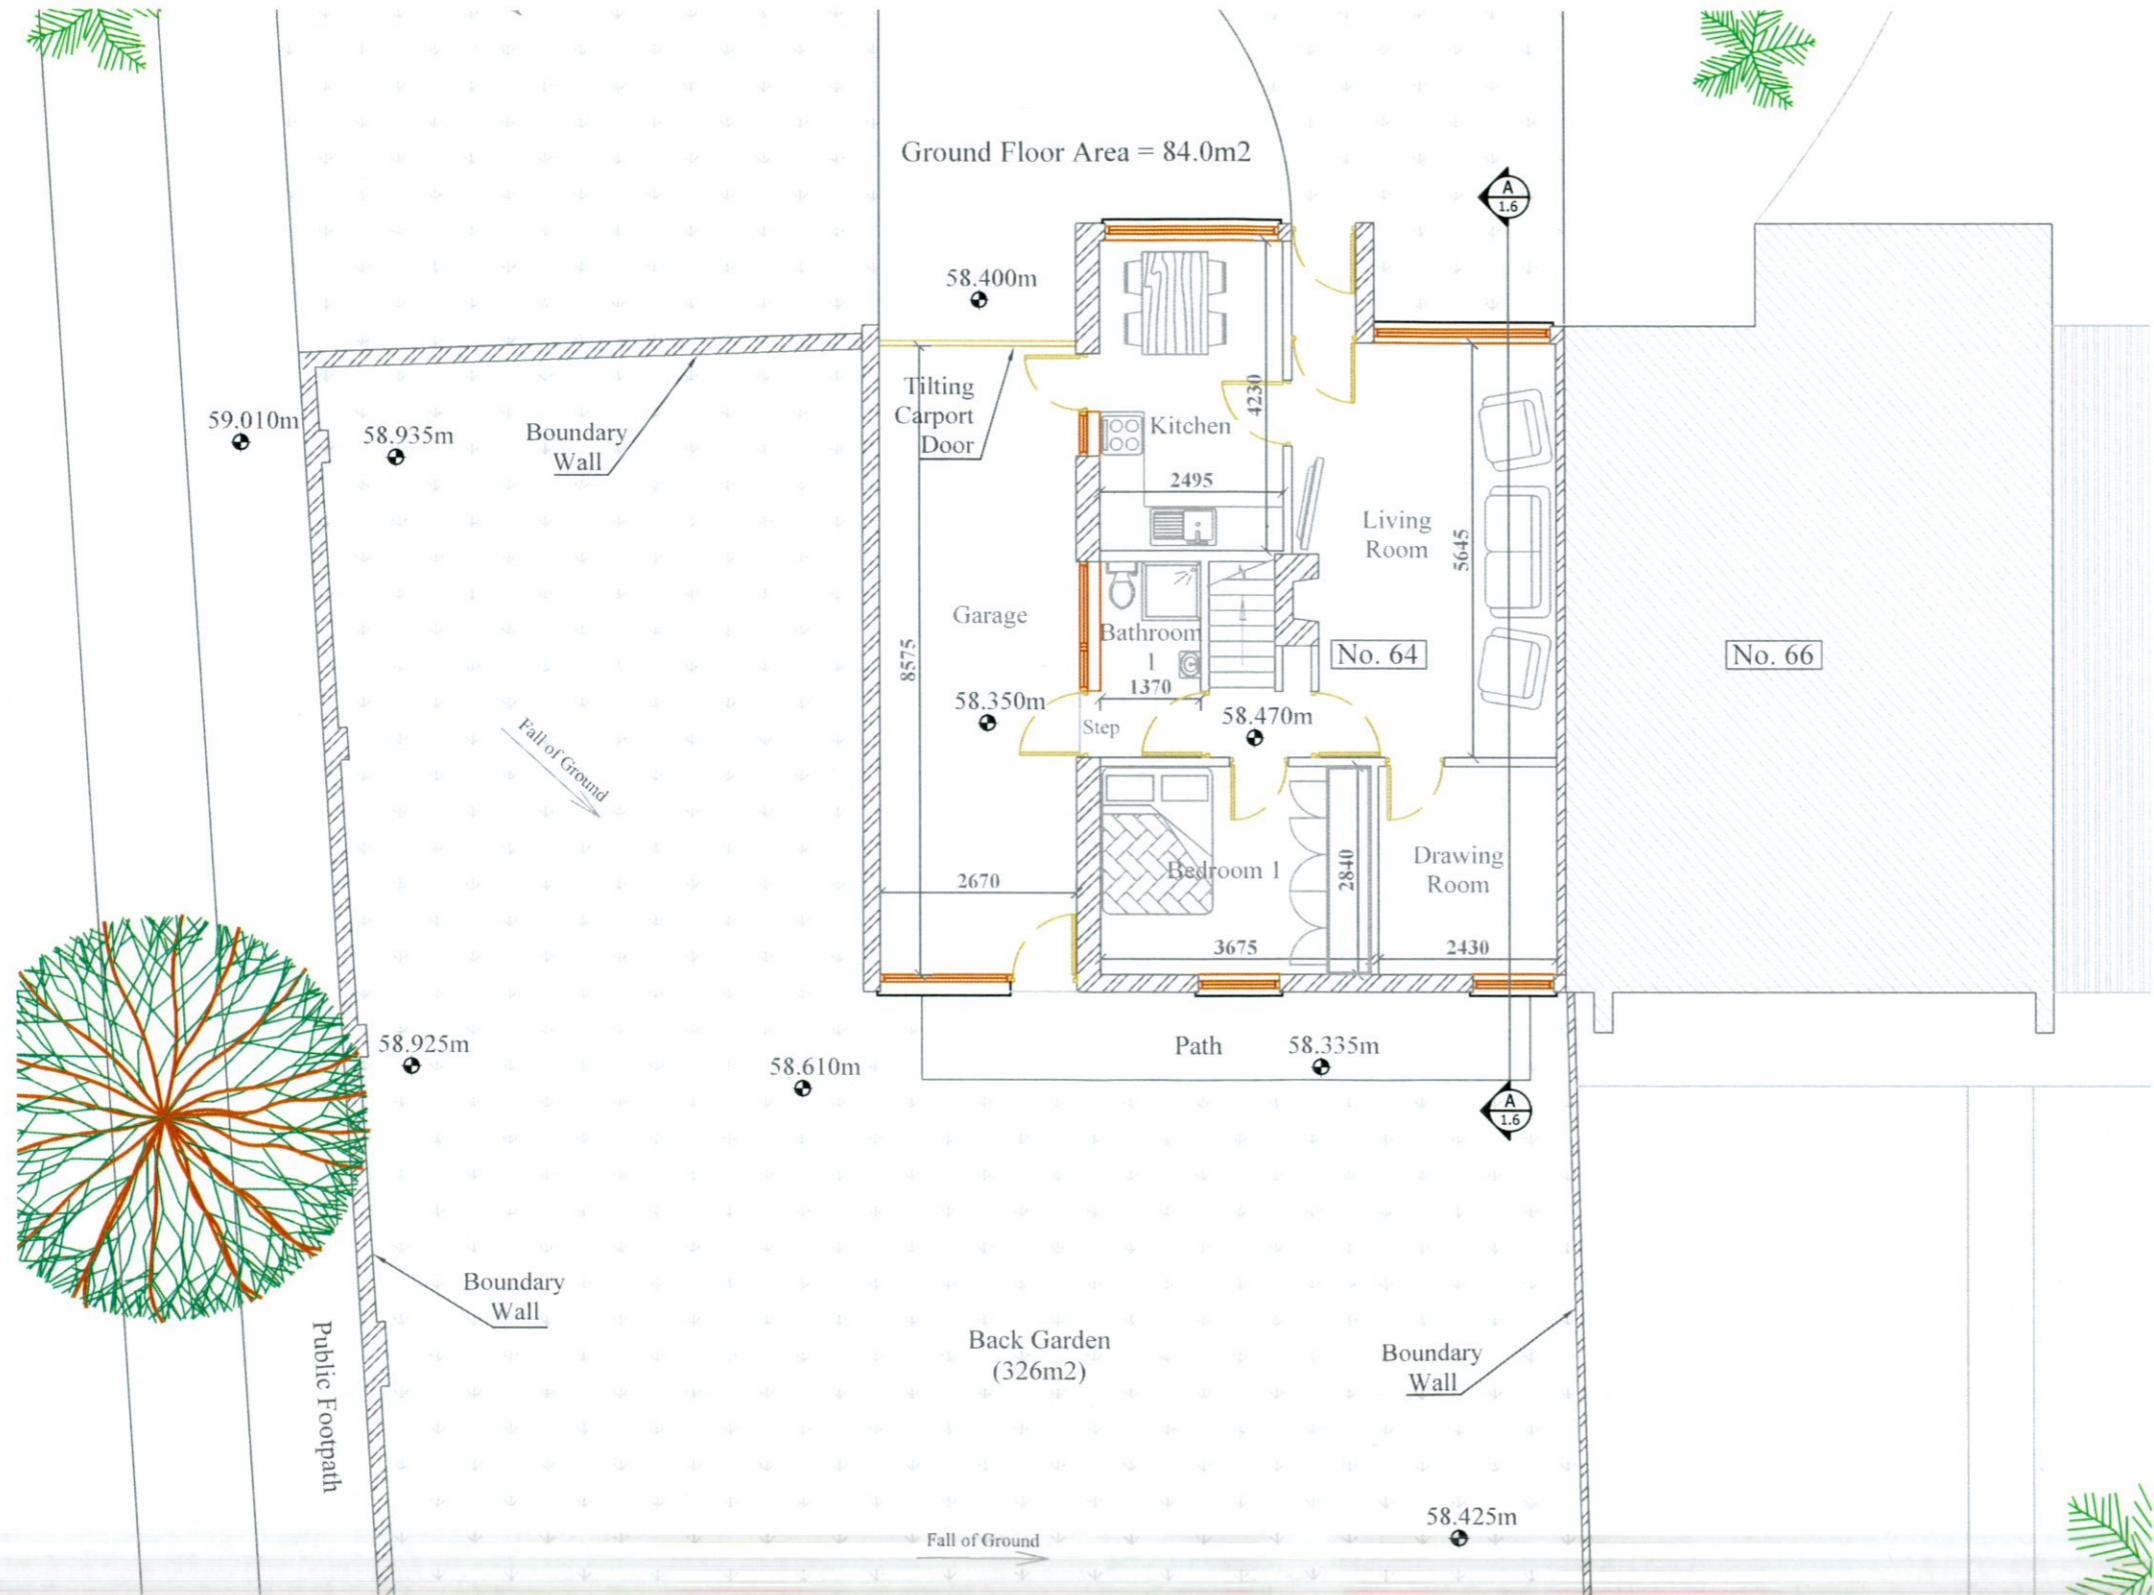 Ground Floor Area = 84.0m2
A
1.6
58.400m
59.010m
58.935m
Boundary
Wall
Tilting
Carport
Door
Kitchen
4230
2495
Living
Room
5645
Garage
8575
Bathroom
1
1370
No. 64
No. 66
58.350m
Step
58.470m
Fall of Ground
2670
Bedroom 1
2840
Drawing
Room
3675
2430
58.925m
58.610m
Path
58.335m
A
1.6
Boundary
Wall
Public Footpath
Back Garden
(326m2)
Boundary
Wall
58.425m
Fall of Ground